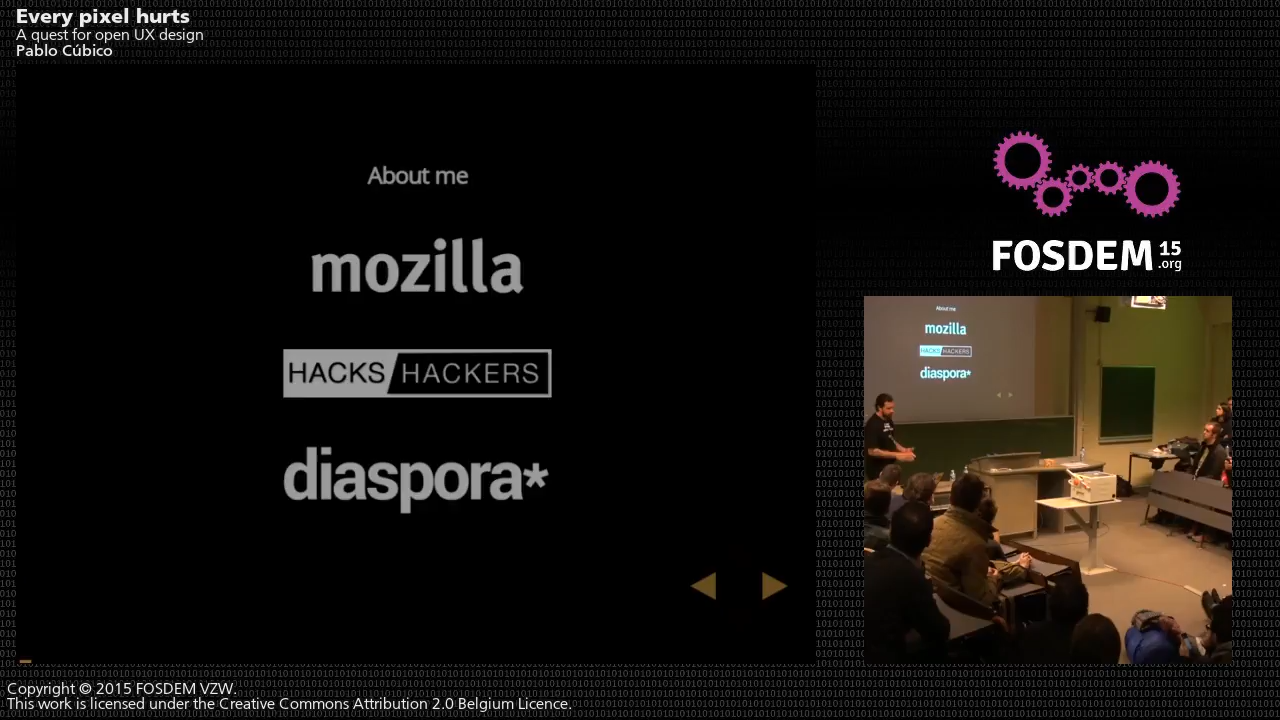 Every pixel hurts
A quest for open UX design
Pablo Cúbico
About me
mozilla
HACKS/HACKERS
diaspora*
FOSDEM 15
.org
About me
mozilla
HACKS/HACKERS
diaspora*
Copyright © 2015 FOSDEM VZW.
This work is licensed under the Creative Commons Attribution 2.0 Belgium Licence.